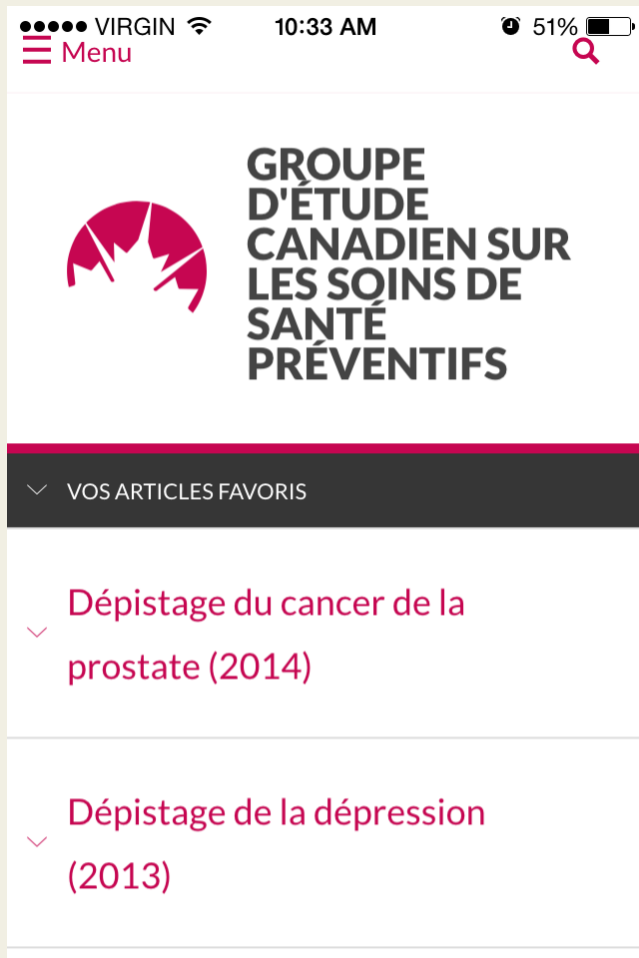 VIRGIN 10:33 AM 51%
Menu
GROUPE
D'ÉTUDE
CANADIEN SUR
LES SOINS DE
SANTÉ
PRÉVENTIFS
VOS ARTICLES FAVORIS
Dépistage du cancer de la
prostate (2014)
Dépistage de la dépression
(2013)